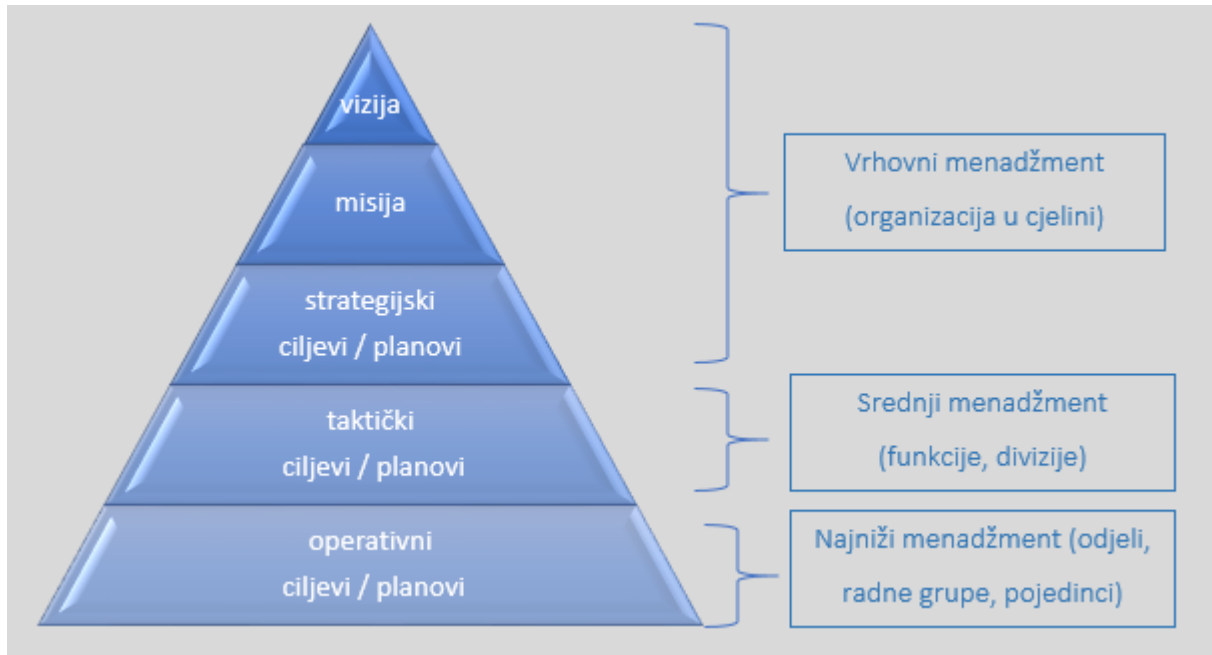 vizija
misija
strategijski
ciljevi / planovi
taktički
ciljevi / planovi
operativni
ciljevi / planovi
Vrhovni menadžment
(organizacija u cjelini)
Srednji menadžment
(funkcije, divizije)
Najniži menadžment (odjeli,
radne grupe, pojedinci)